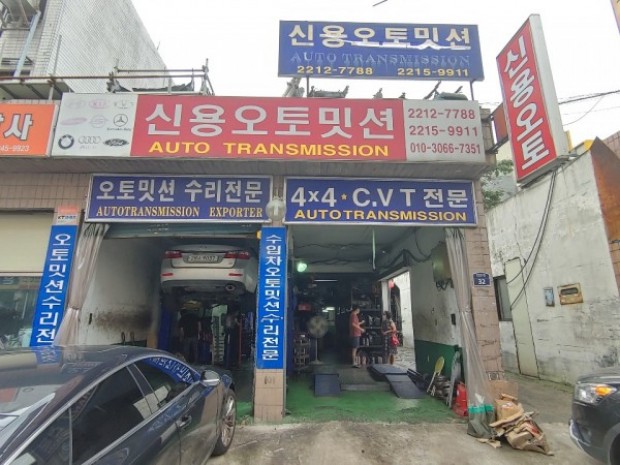 신용오토밋션
AUTO TRANSMISSION
2212-7788 2215-9911
신용오토
신용오토밋션
AUTO TRANSMISSION
2212-7788
2215-9911
010-3066-7351
오토밋션 수리전문
AUTOTRANSMISSION EXPORTER
4×4 * C.V.T 전문
AUTOTRANSMISSION
오토밋션수리전문
수입차오토밋션수리전문
32